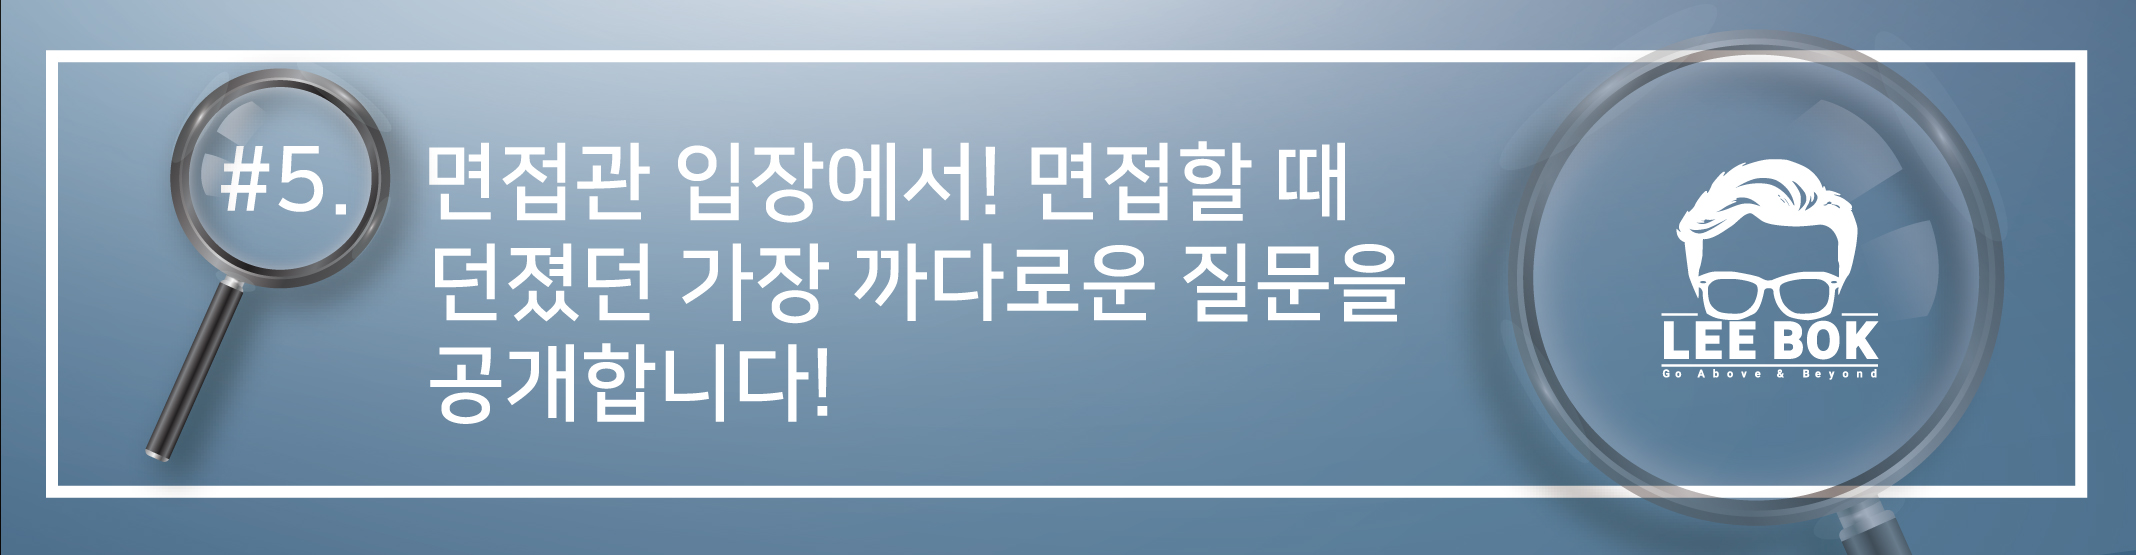 #5.
면접관 입장에서! 면접할 때
던졌던 가장 까다로운 질문을
공개합니다!
LEE BOK
Go Above & Beyond